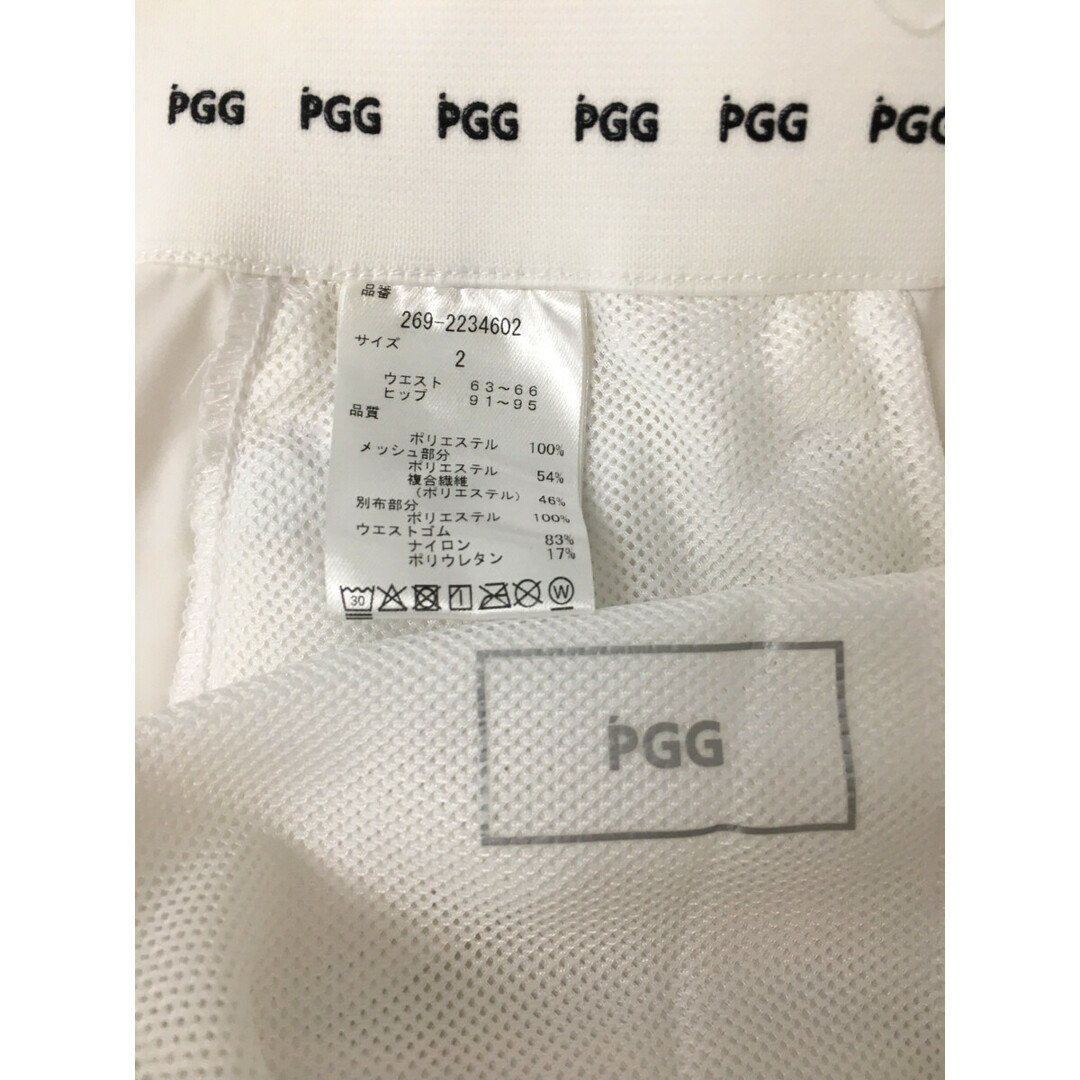 PGG PGG PGG PGG PGG PGG
品番
269-2234602
サイズ
2
ウエスト 63~66
ヒップ 91~95
品質
ポリエステル 100%
メッシュ部分
ポリエステル 54%
複合繊維
(ポリエステル) 46%
別布部分
ポリエステル 100%
ウエストゴム
ナイロン 83%
ポリウレタン 17%
30 W
PGG